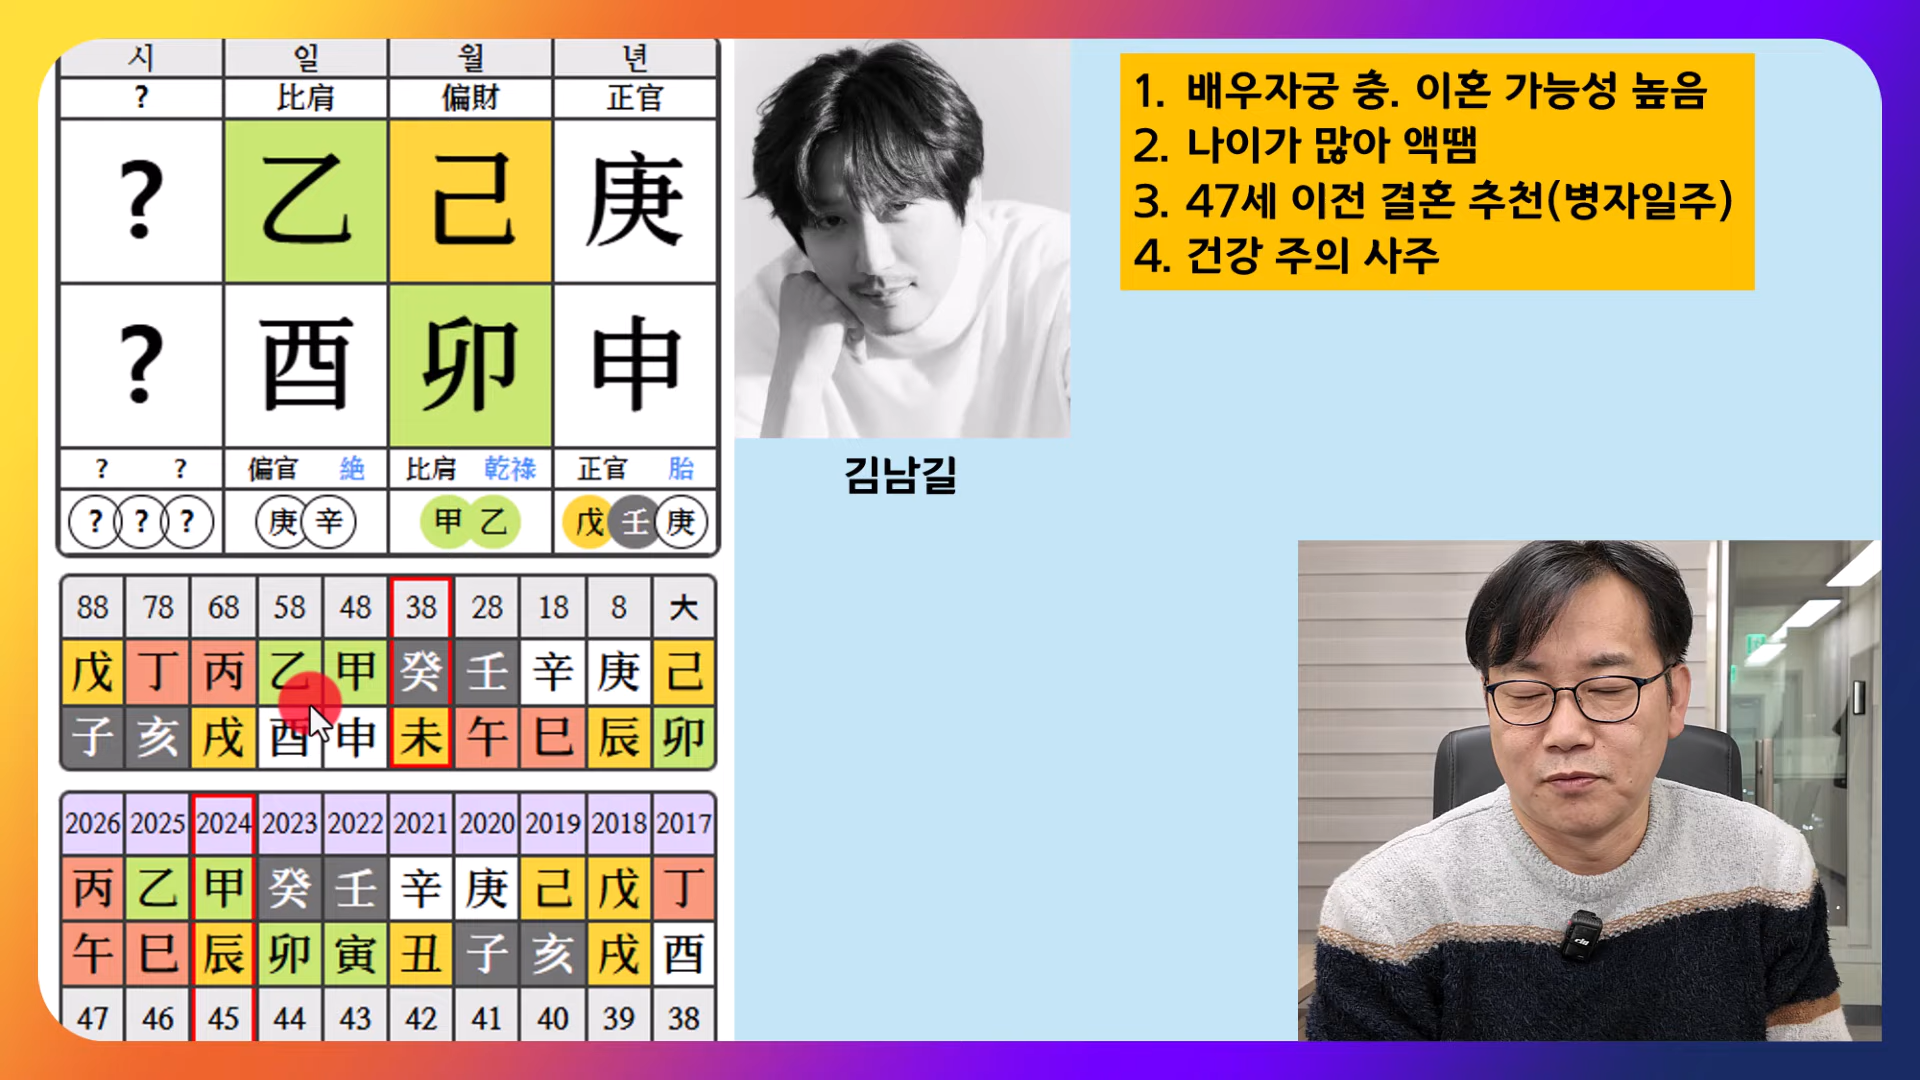 시 일 월 년
? 比肩 偏財 正官
? 乙 己 庚
? 酉 卯 申
? ? 偏官 絶 比肩 乾祿 正官 胎
? ? ? 庚 辛 甲 乙 戊 壬 庚
88 78 68 58 48 38 28 18 8 大
戊 丁 丙 乙 甲 癸 壬 辛 庚 己
子 亥 戌 酉 申 未 午 巳 辰 卯
2026 2025 2024 2023 2022 2021 2020 2019 2018 2017
丙 乙 甲 癸 壬 辛 庚 己 戊 丁
午 巳 辰 卯 寅 丑 子 亥 戌 酉
47 46 45 44 43 42 41 40 39 38
김남길
1. 배우자궁 충. 이혼 가능성 높음
2. 나이가 많아 액땜
3. 47세 이전 결혼 추천(병자일주)
4. 건강 주의 사주
dji